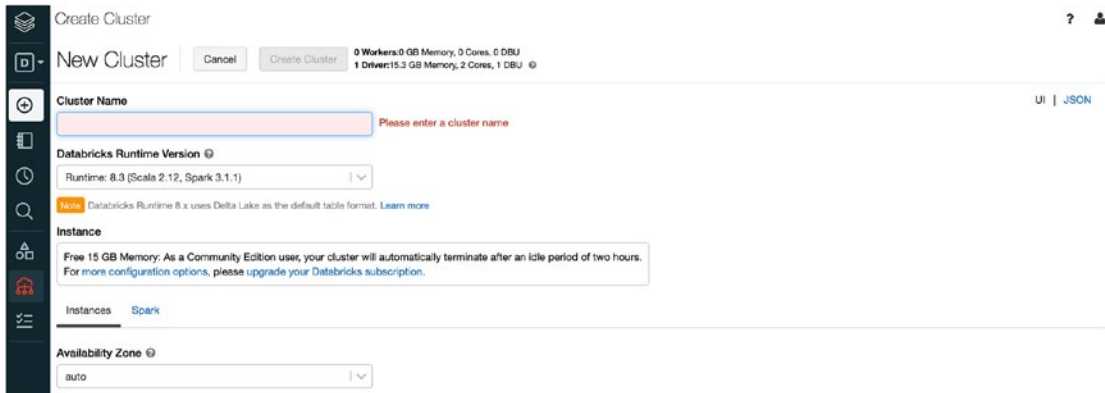 Create Cluster
?
D
New Cluster
Cancel
Create Cluster
0 Workers:0 GB Memory, 0 Cores, 0 DBU
1 Driver:15.3 GB Memory, 2 Cores, 1 DBU ?
Cluster Name
UI | JSON
Please enter a cluster name
Databricks Runtime Version ?
Runtime: 8.3 (Scala 2.12, Spark 3.1.1)
Note Databricks Runtime 8.x uses Delta Lake as the default table format. Learn more
Instance
Free 15 GB Memory: As a Community Edition user, your cluster will automatically terminate after an idle period of two hours.
For more configuration options, please upgrade your Databricks subscription.
Instances Spark
Availability Zone ?
auto